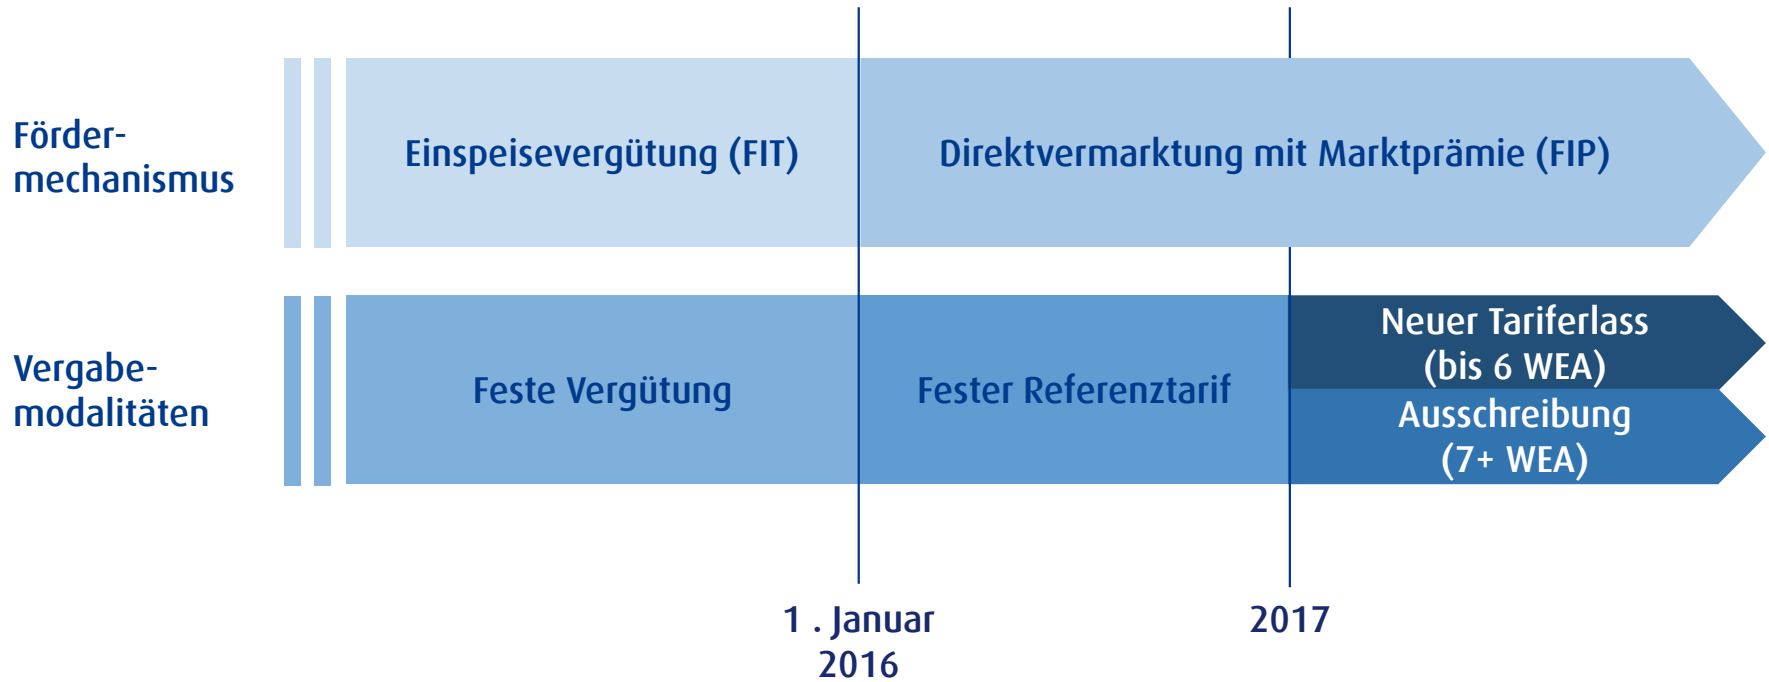 Förder-
mechanismus
Einspeisevergütung (FIT)
Direktvermarktung mit Marktprämie (FIP)
Vergabe-
modalitäten
Feste Vergütung
Fester Referenztarif
Neuer Tariferlass
(bis 6 WEA)
Ausschreibung
(7+ WEA)
1 . Januar
2016
2017